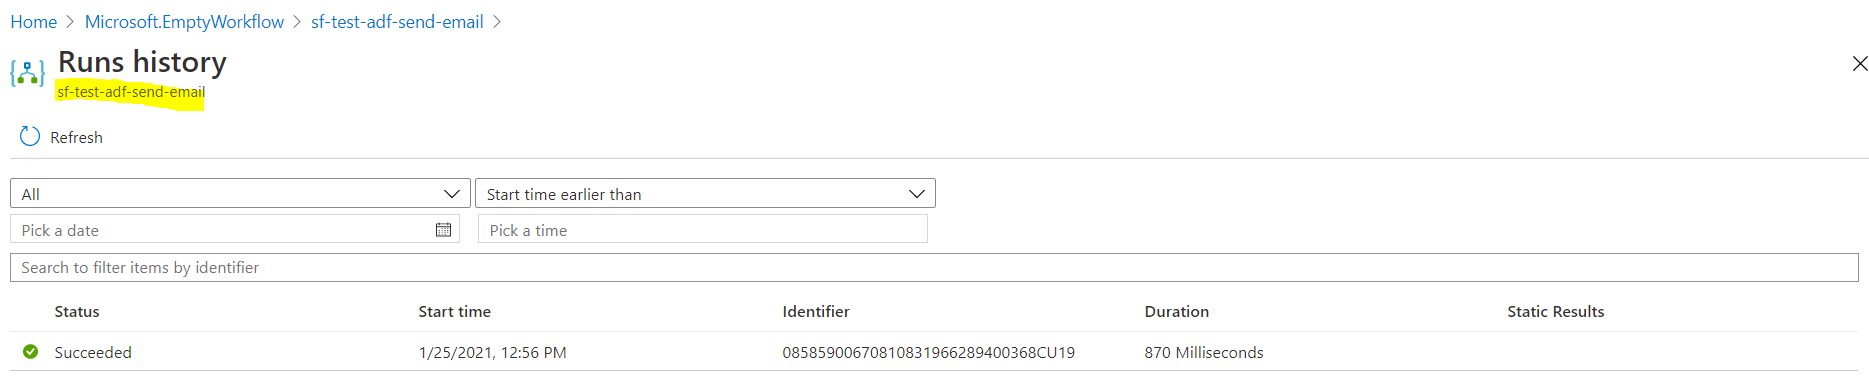 Home > Microsoft.EmptyWorkflow > sf-test-adf-send-email >
Runs history
sf-test-adf-send-email
Refresh
All Start time earlier than
Pick a date Pick a time
Search to filter items by identifier
Status Start time Identifier Duration Static Results
Succeeded 1/25/2021, 12:56 PM 08585900670810831966289400368CU19 870 Milliseconds